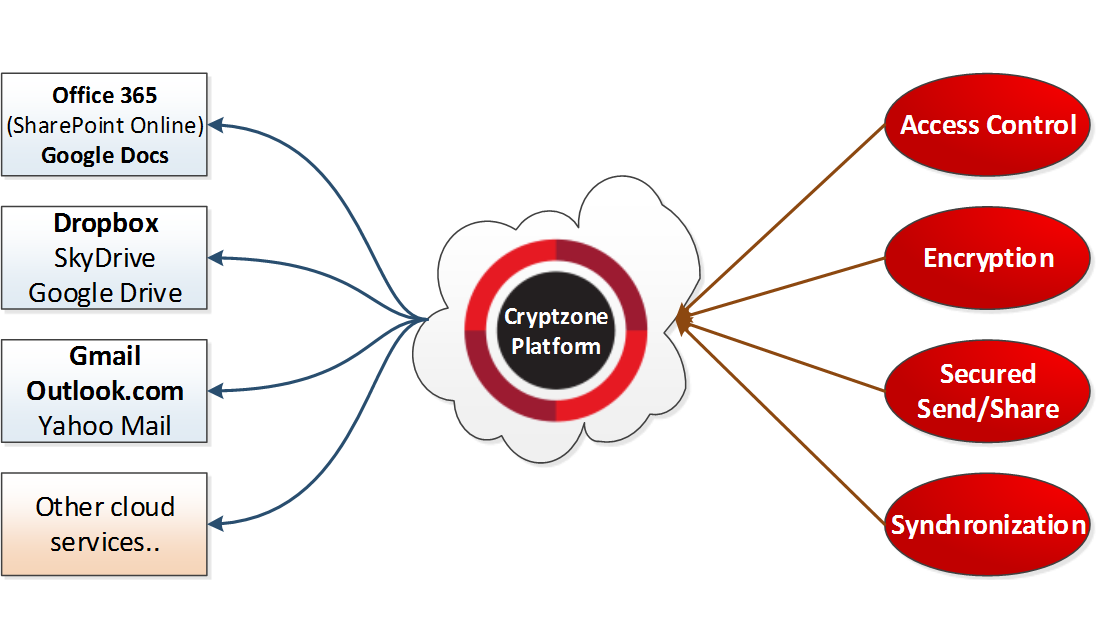 Office 365
(SharePoint Online)
Google Docs
Dropbox
SkyDrive
Google Drive
Gmail
Outlook.com
Yahoo Mail
Other cloud
services..
Cryptzone
Platform
Access Control
Encryption
Secured
Send/Share
Synchronization